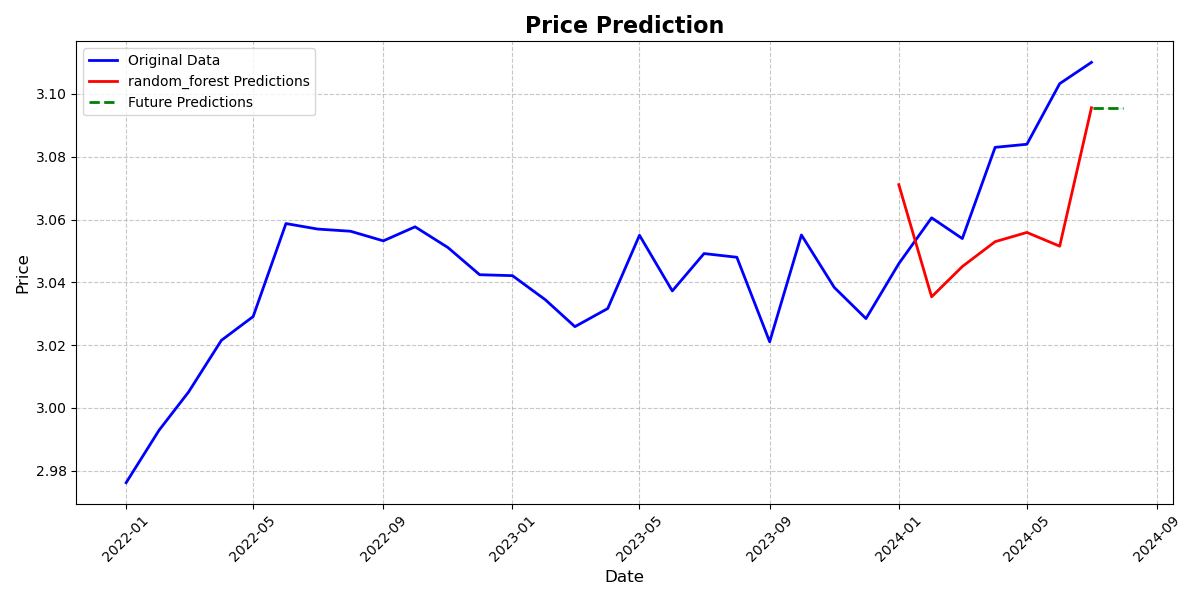 Price Prediction
Original Data
random_forest Predictions
Future Predictions
Price
3.10
3.08
3.06
3.04
3.02
3.00
2.98
2022-01
2022-05
2022-09
2023-01
2023-05
2023-09
2024-01
2024-05
2024-09
Date